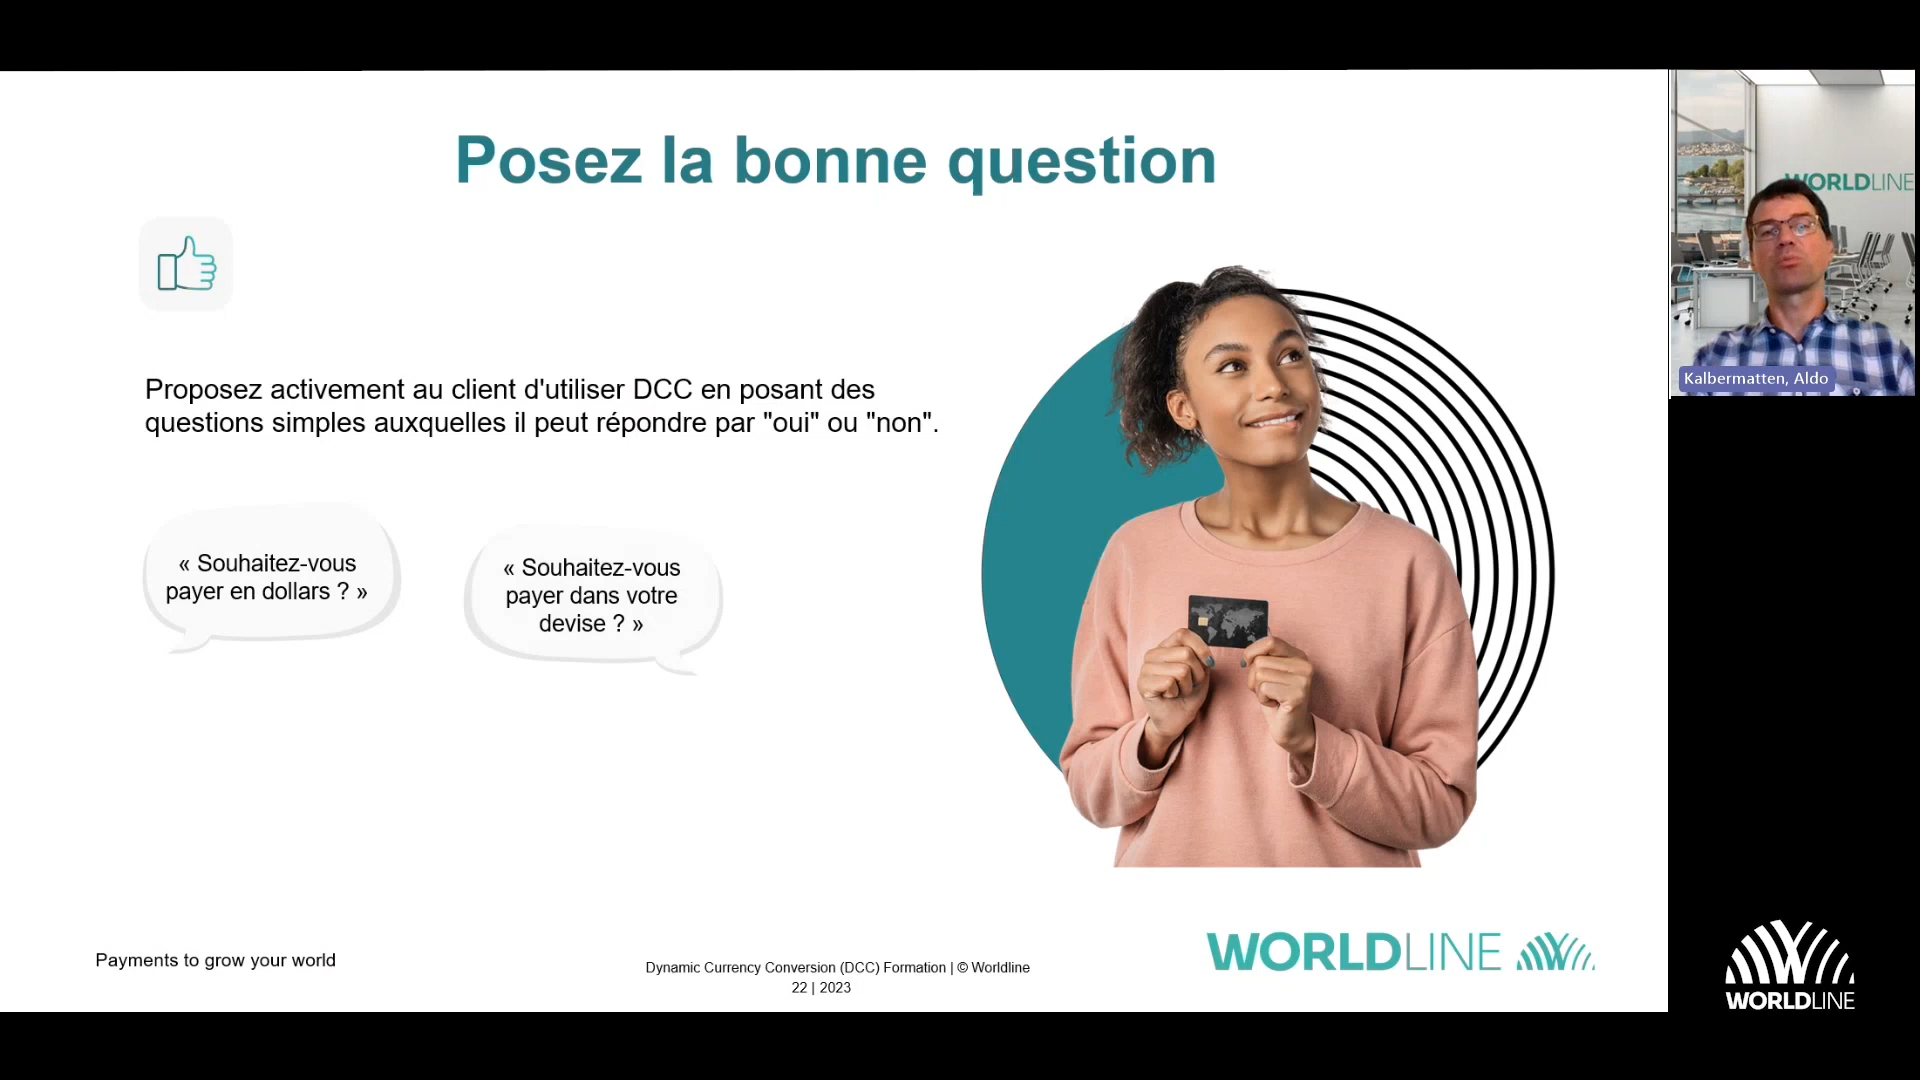 Posez la bonne question
Proposez activement au client d'utiliser DCC en posant des
questions simples auxquelles il peut répondre par "oui" ou "non".
« Souhaitez-vous
payer en dollars ? »
« Souhaitez-vous
payer dans votre
devise ? »
Payments to grow your world
Dynamic Currency Conversion (DCC) Formation | © Worldline
22 | 2023
WORLDLINE
WORLDLINE
Kalbermatten, Aldo
WORLDLINE